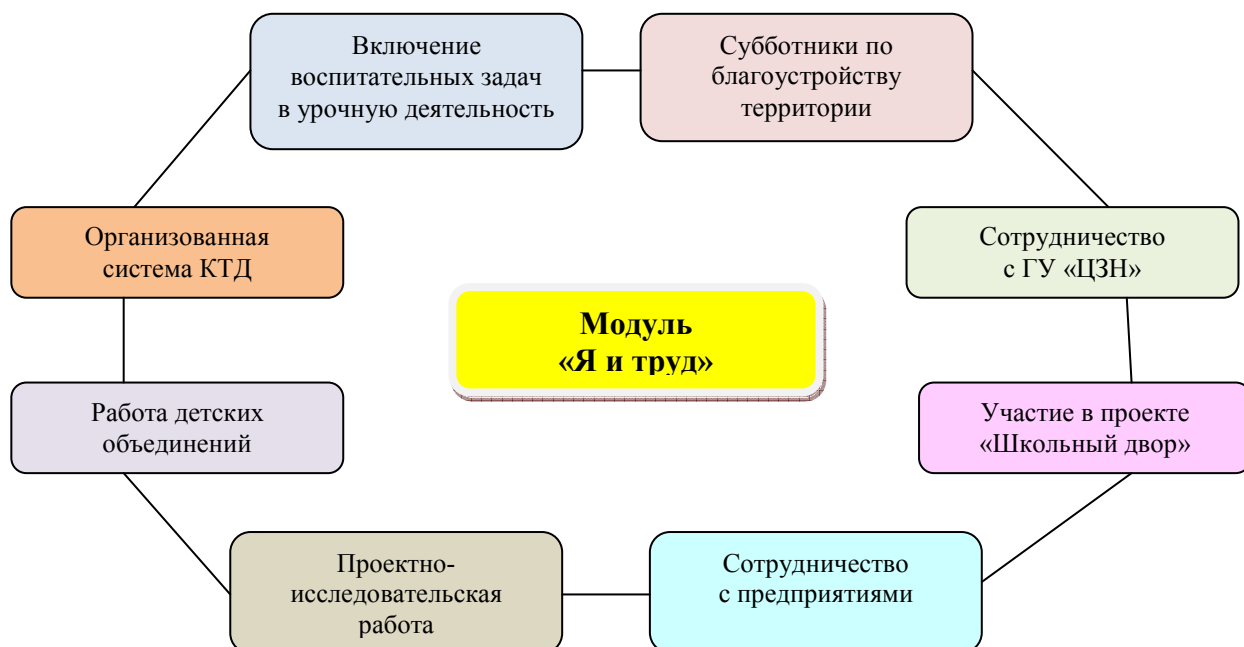 Включение
воспитательных задач
в урочную деятельность
Субботники по
благоустройству
территории
Организованная
система КТД
Сотрудничество
с ГУ «ЦЗН»
Модуль
«Я и труд»
Работа детских
объединений
Участие в проекте
«Школьный двор»
Проектно-
исследовательская
работа
Сотрудничество
с предприятиями